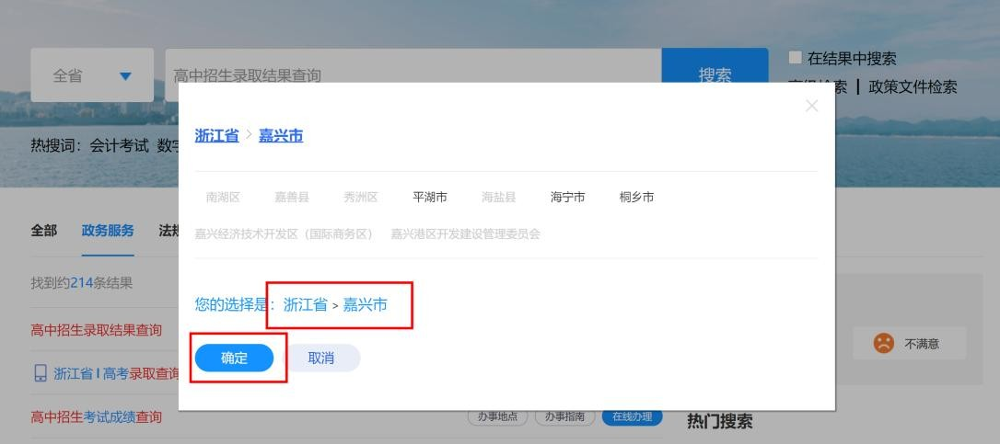 全省 高中招生录取结果查询 搜索 在结果中搜索
索 | 政策文件检索
热搜词：会计考试 数
浙江省 > 嘉兴市
南湖区 嘉善县 秀洲区 平湖市 海盐县 海宁市 桐乡市
嘉兴经济技术开发区（国际商务区） 嘉兴港区开发建设管理委员会
全部 政务服务 法规
找到约214条结果
您的选择是：浙江省 > 嘉兴市
高中招生录取结果查询
不满意
确定 取消
浙江省 I 高考录取查询
高中招生考试成绩查询 办事地点 办事指南 在线办理
热门搜索